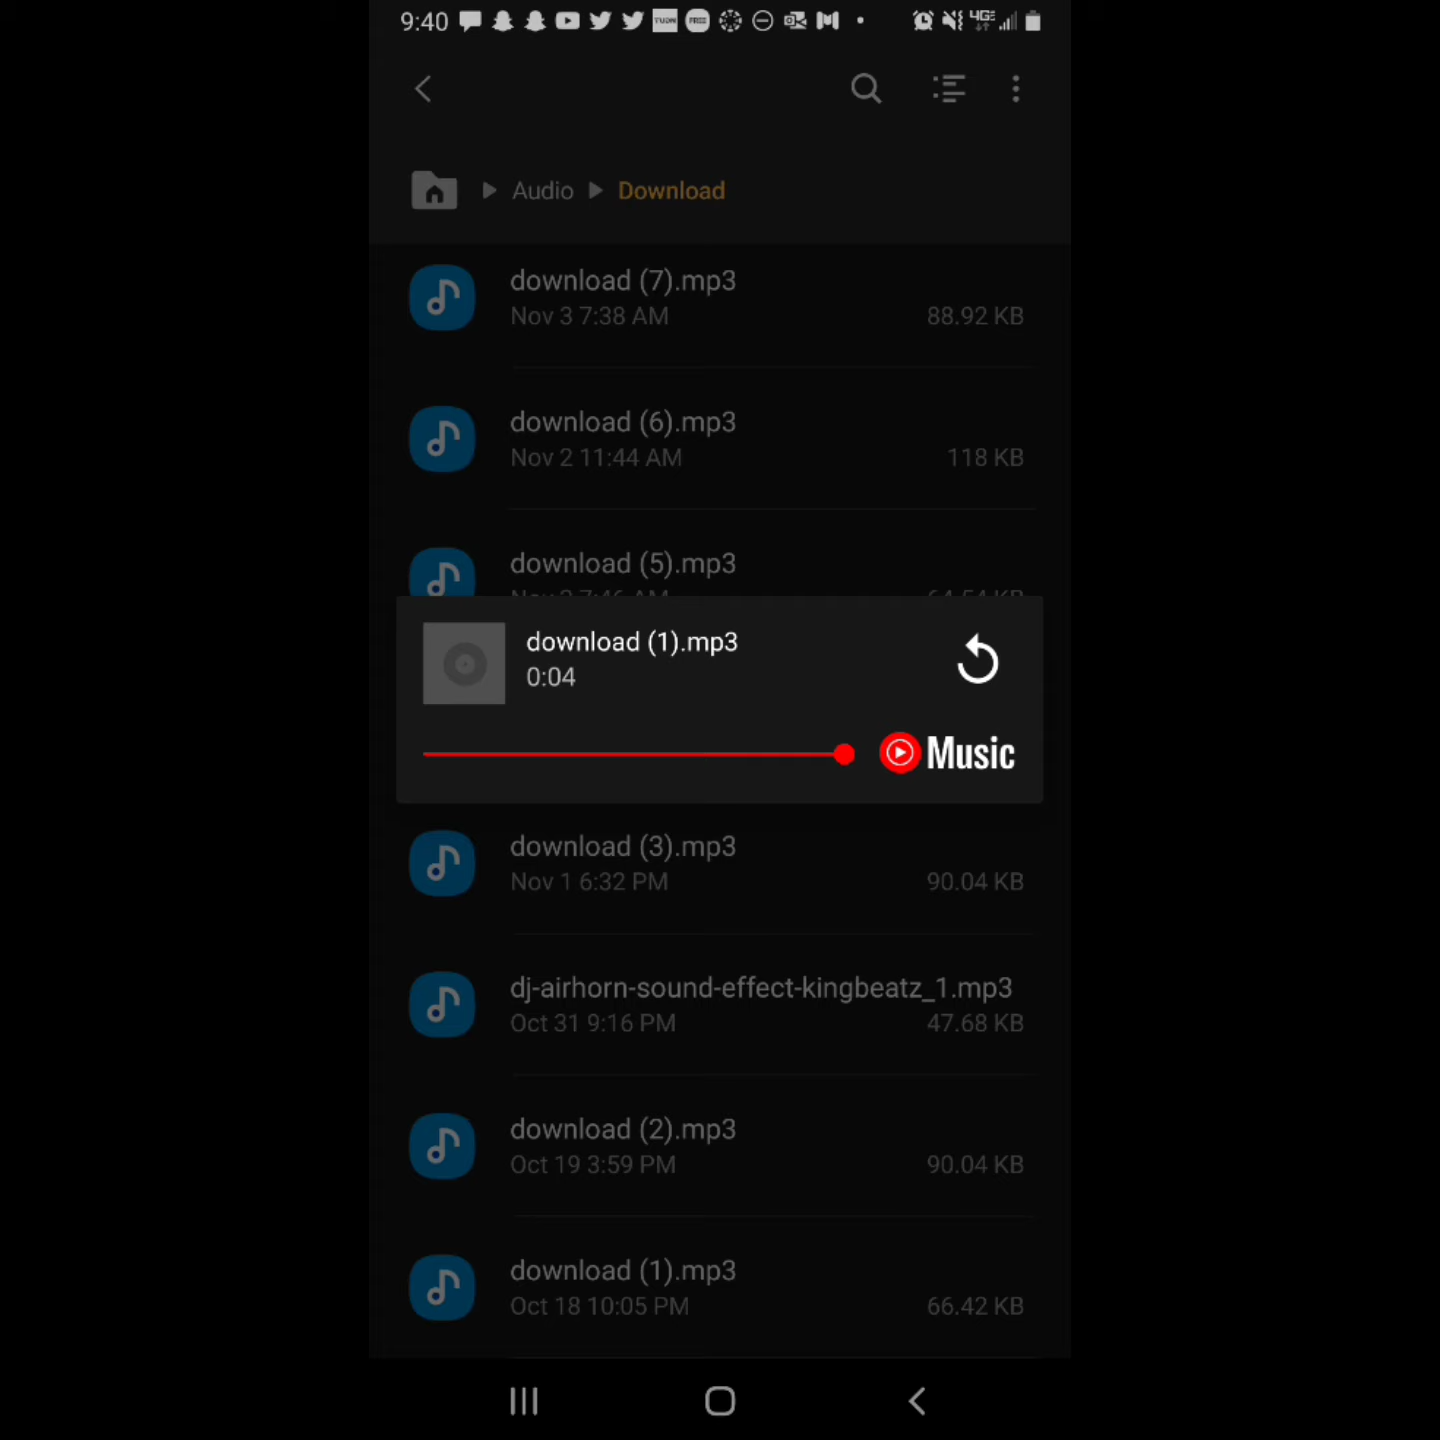 9:40
4GE
Audio
Download
download (7).mp3
Nov 3 7:38 AM
88.92 KB
download (6).mp3
Nov 2 11:44 AM
118 KB
download (5).mp3
download (1).mp3
0:04
Music
download (3).mp3
Nov 1 6:32 PM
90.04 KB
dj-airhorn-sound-effect-kingbeatz_1.mp3
Oct 31 9:16 PM
47.68 KB
download (2).mp3
Oct 19 3:59 PM
90.04 KB
download (1).mp3
Oct 18 10:05 PM
66.42 KB